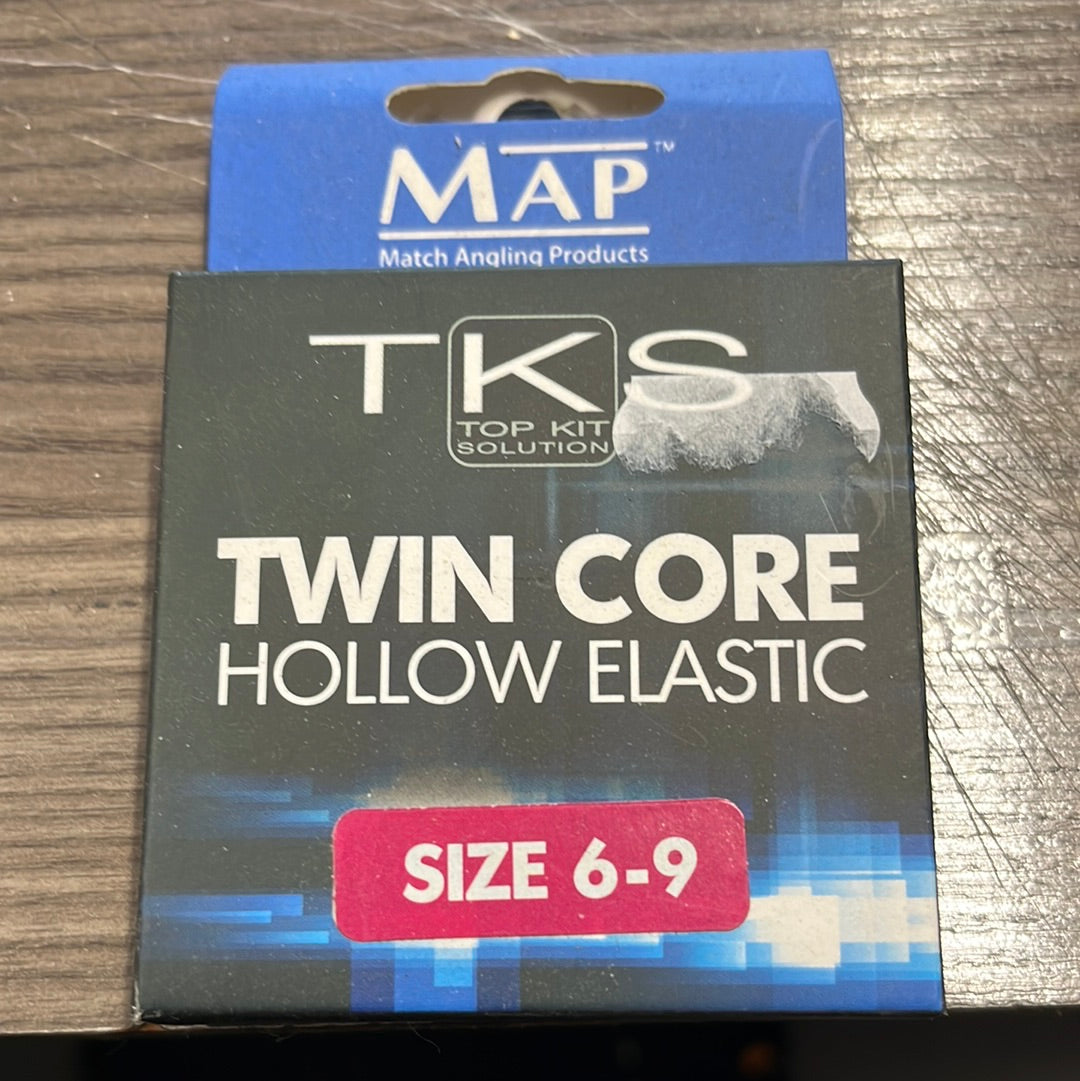 MAP™
Match Angling Products
TKS
TOP KIT
SOLUTION
TWIN CORE
HOLLOW ELASTIC
SIZE 6-9